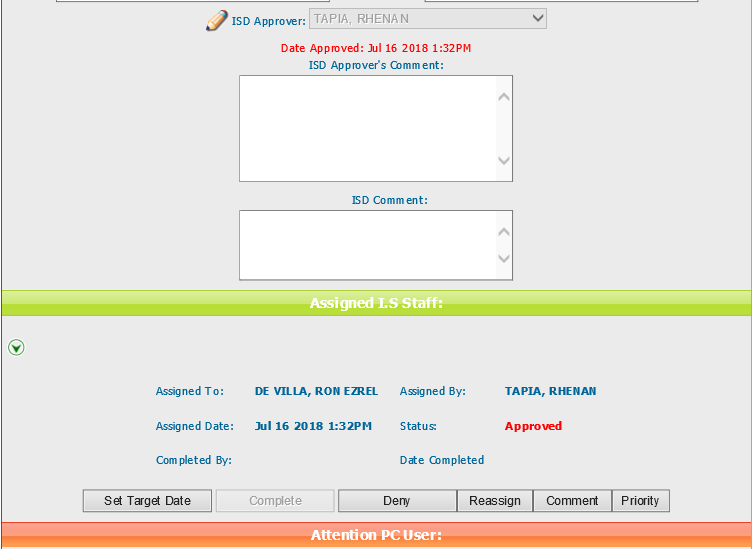 ISD Approver: TAPIA, RHENAN
Date Approved: Jul 16 2018 1:32PM
ISD Approver's Comment:
ISD Comment:
Assigned I.S Staff:
Assigned To: DE VILLA, RON EZREL Assigned By: TAPIA, RHENAN
Assigned Date: Jul 16 2018 1:32PM Status: Approved
Completed By: Date Completed
Set Target Date Complete Deny Reassign Comment Priority
Attention PC User: